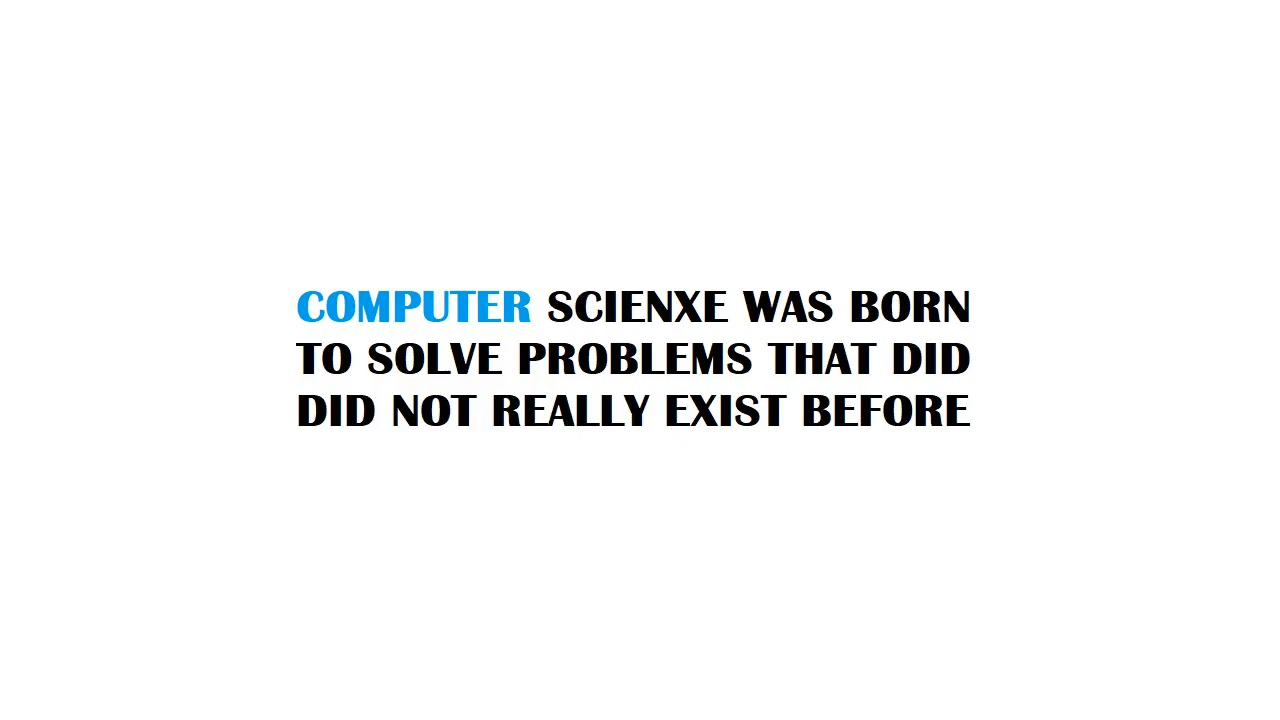 COMPUTER SCIENXE WAS BORN
TO SOLVE PROBLEMS THAT DID
DID NOT REALLY EXIST BEFORE